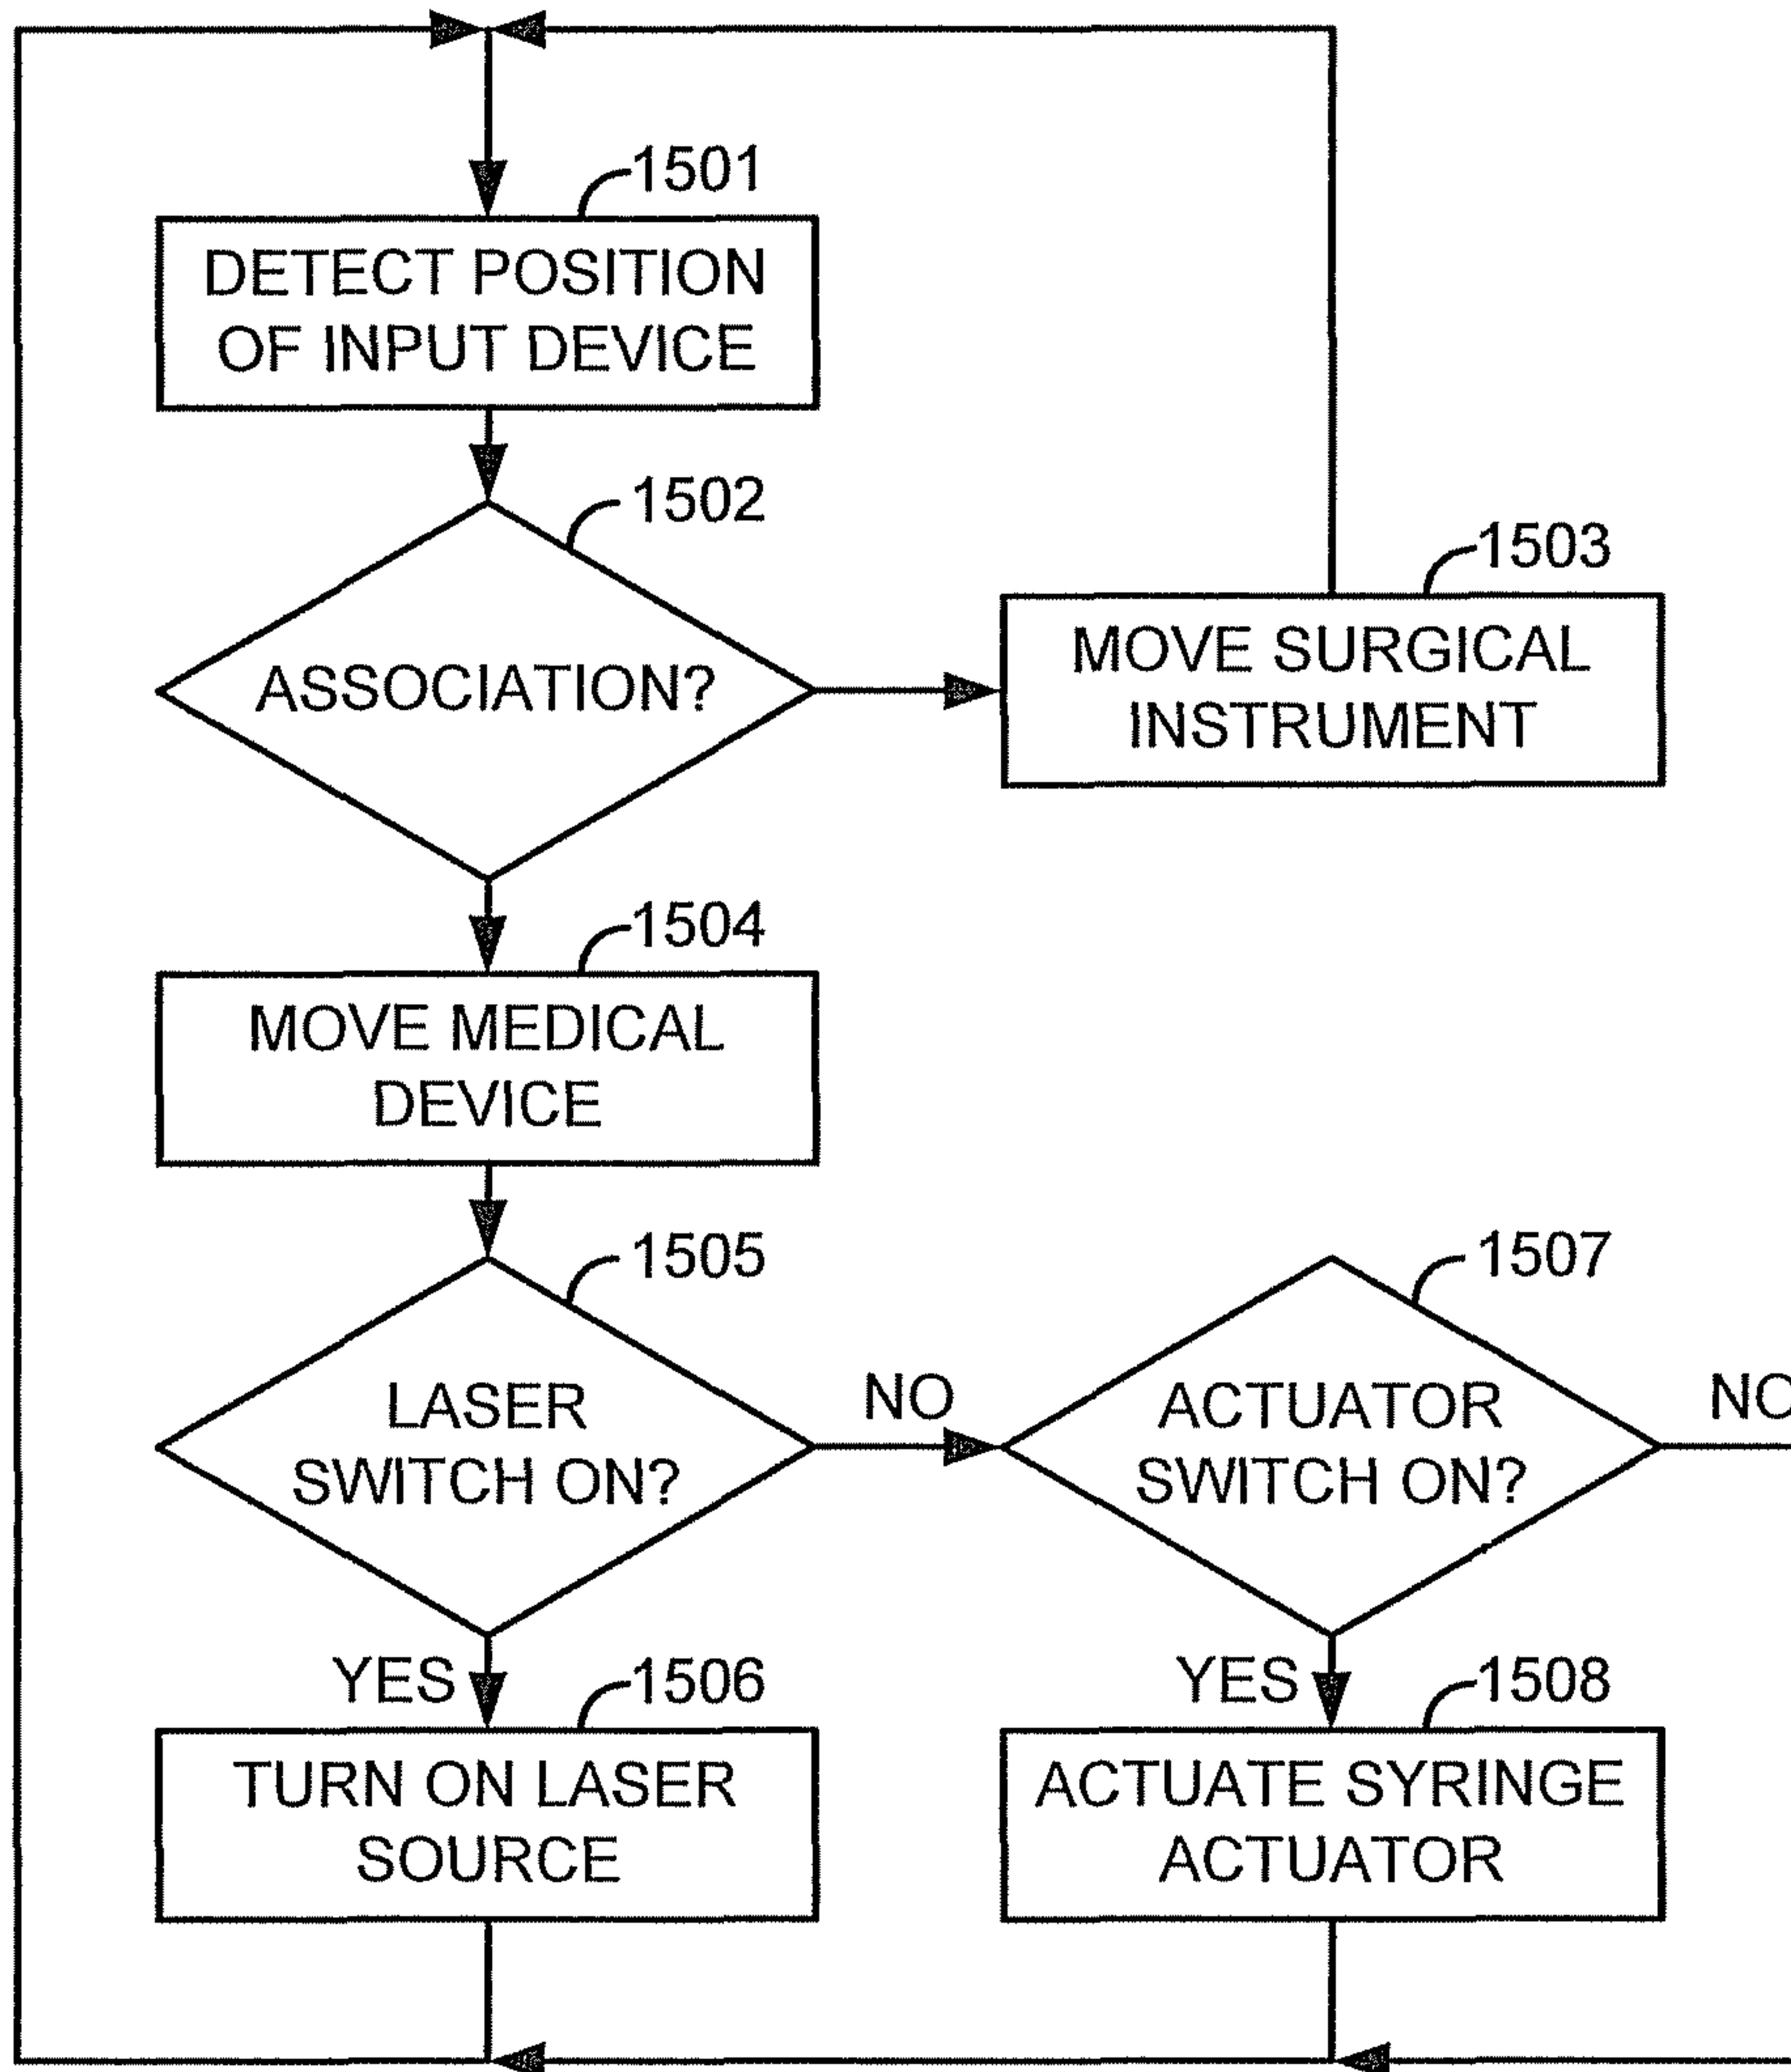 1501
DETECT POSITION
OF INPUT DEVICE
1502
ASSOCIATION?
1503
MOVE SURGICAL
INSTRUMENT
1504
MOVE MEDICAL
DEVICE
1505
LASER
SWITCH ON?
NO
1507
ACTUATOR
SWITCH ON?
NO
YES
1506
TURN ON LASER
SOURCE
YES
1508
ACTUATE SYRINGE
ACTUATOR